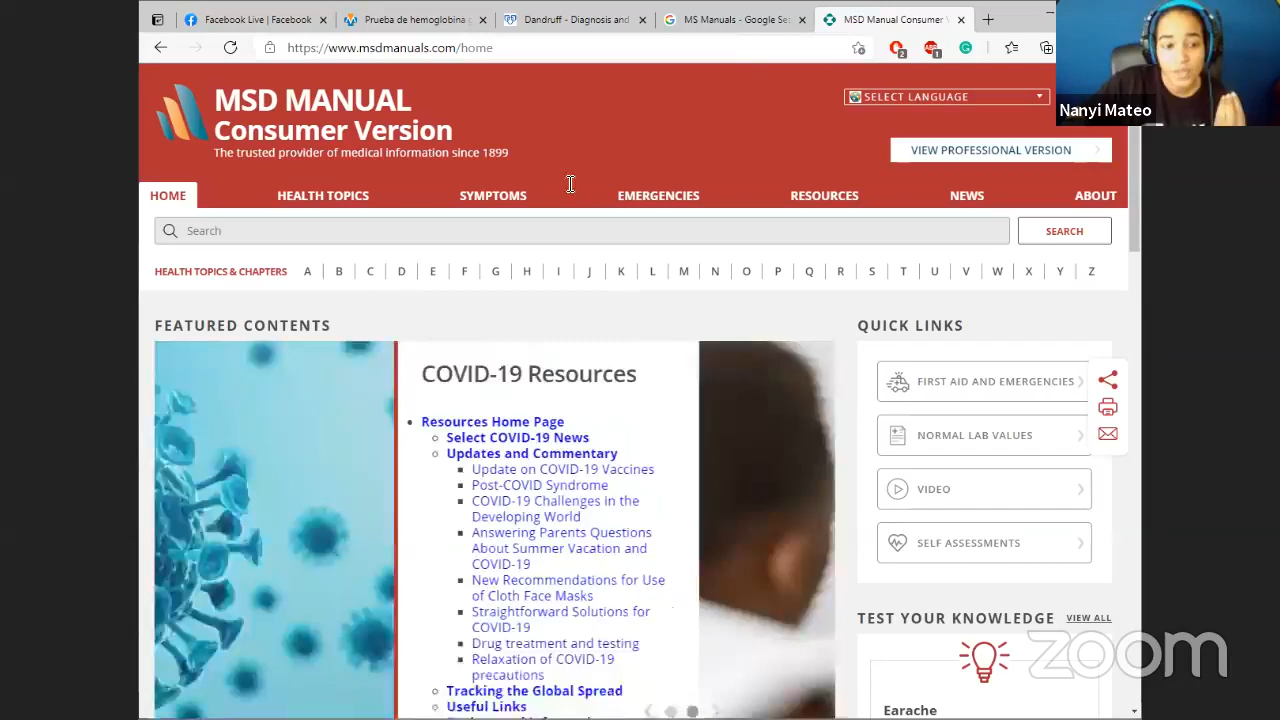 Facebook Live | Facebook
Prueba de hemoglobina
Dandruff - Diagnosis and
MS Manuals - Google
MSD Manual Consumer
https://www.msdmanuals.com/home
2
ABP
1
G
Nanyi Mateo
MSD MANUAL
Consumer Version
The trusted provider of medical information since 1899
SELECT LANGUAGE
VIEW PROFESSIONAL VERSION
HOME
HEALTH TOPICS
SYMPTOMS
EMERGENCIES
RESOURCES
NEWS
ABOUT
Search
SEARCH
HEALTH TOPICS & CHAPTERS A B C D E F G H I J K L M N O P Q R S T U V W X Y Z
FEATURED CONTENTS
COVID-19 Resources
Resources Home Page
Select COVID-19 News
Updates and Commentary
Update on COVID-19 Vaccines
Post-COVID Syndrome
COVID-19 Challenges in the
Developing World
Answering Parents Questions
About Summer Vacation and
COVID-19
New Recommendations for Use
of Cloth Face Masks
Straightforward Solutions for
COVID-19
Drug treatment and testing
Relaxation of COVID-19
precautions
Tracking the Global Spread
Useful Links
QUICK LINKS
FIRST AID AND EMERGENCIES
NORMAL LAB VALUES
VIDEO
SELF ASSESSMENTS
TEST YOUR KNOWLEDGE VIEW ALL
Earache
zoom